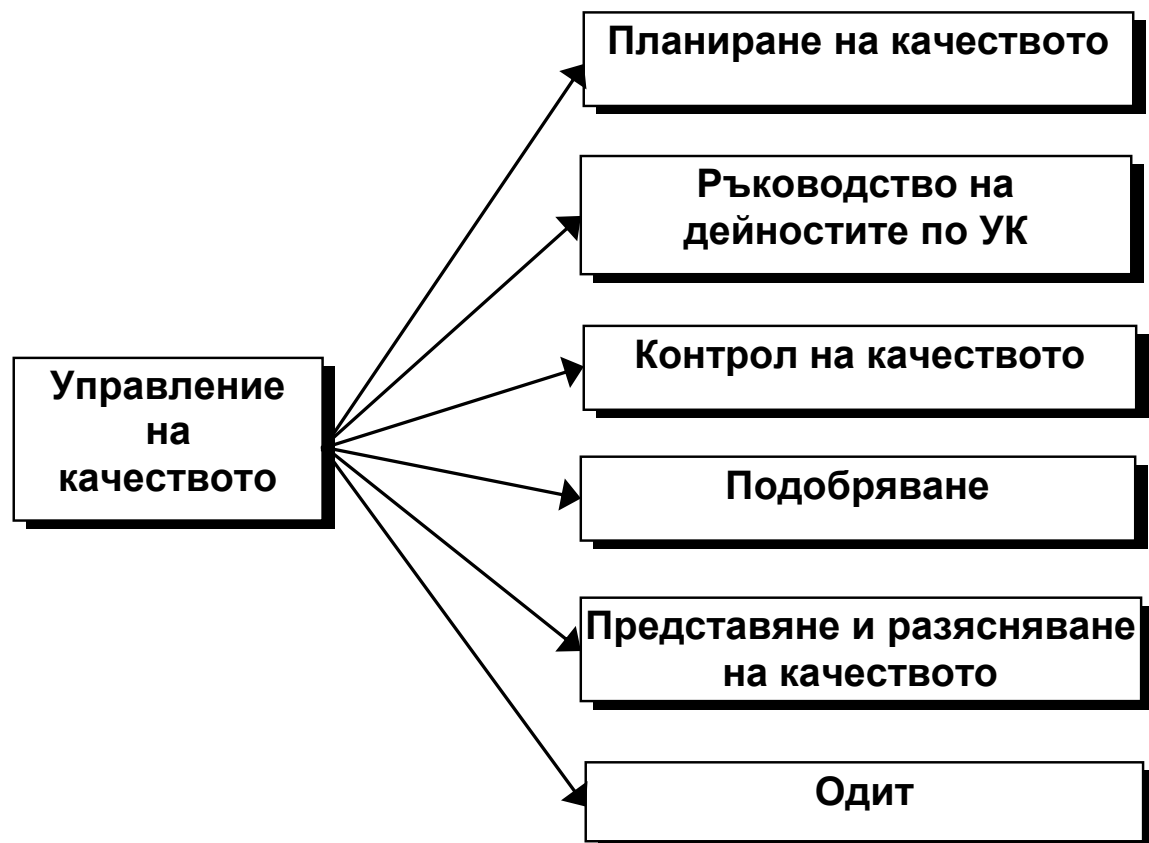 Планиране на качеството
Ръководство на
дейностите по УК
Контрол на качеството
Управление
на
качеството
Подобряване
Представяне и разясняване
на качеството
Одит